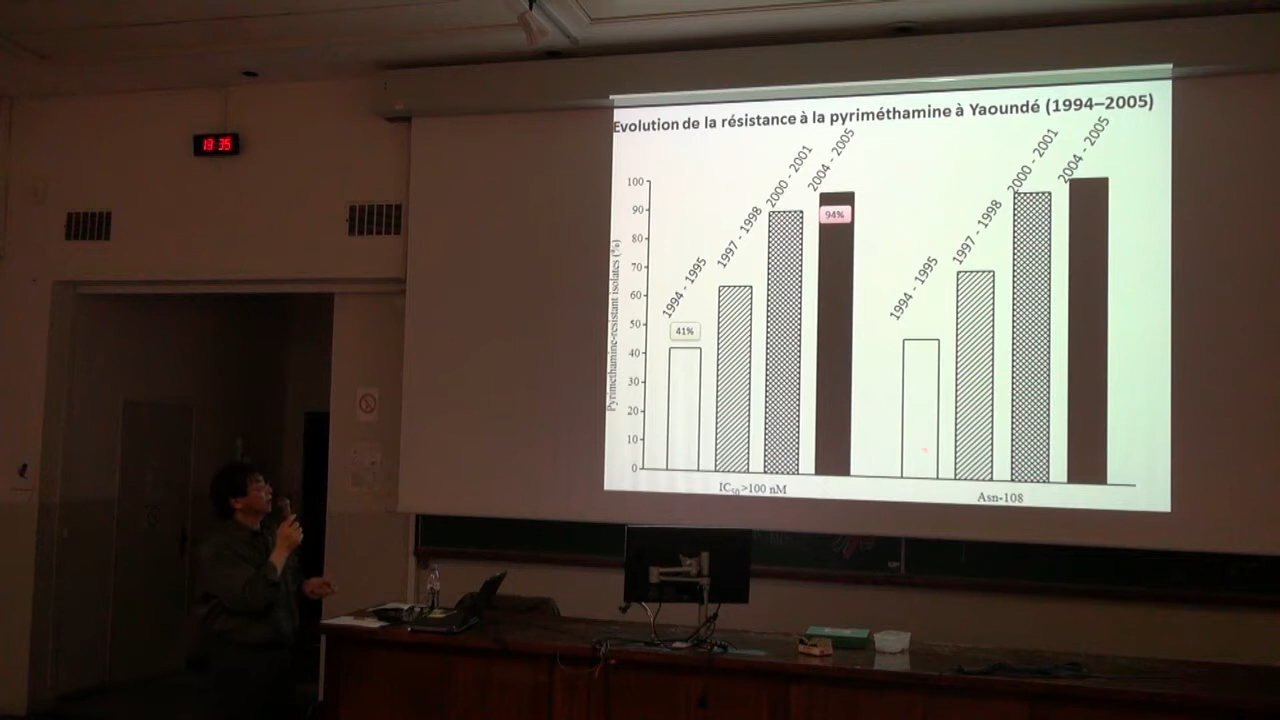 19 35
Evolution de la résistance à la pyriméthamine à Yaoundé (1994–2005)
Pyrimethamine-resistant isolates (%)
100
90
80
70
60
50
40
30
20
10
0
1994 - 1995
1997 - 1998
2000 - 2001
2004 - 2005
41%
94%
1994 - 1995
1997 - 1998
2000 - 2001
2004 - 2005
IC50>100 nM
Asn-108